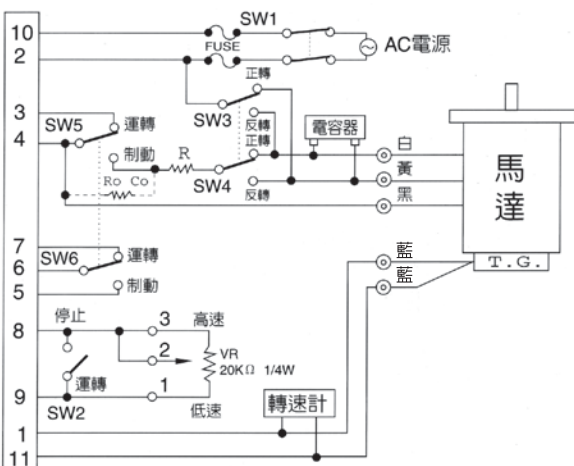 10
SW1
FUSE
AC電源
2
正轉
SW3
反轉
3
SW5
運轉
正轉
電容器
4
制動
R
SW4
反轉
Ro Co
白
黃
黑
馬達
T.G.
7
運轉
SW6
6
5
制動
藍
藍
停止
8
3
高速
2
VR
20KΩ 1/4W
運轉
9
1
低速
SW2
轉速計
1
11